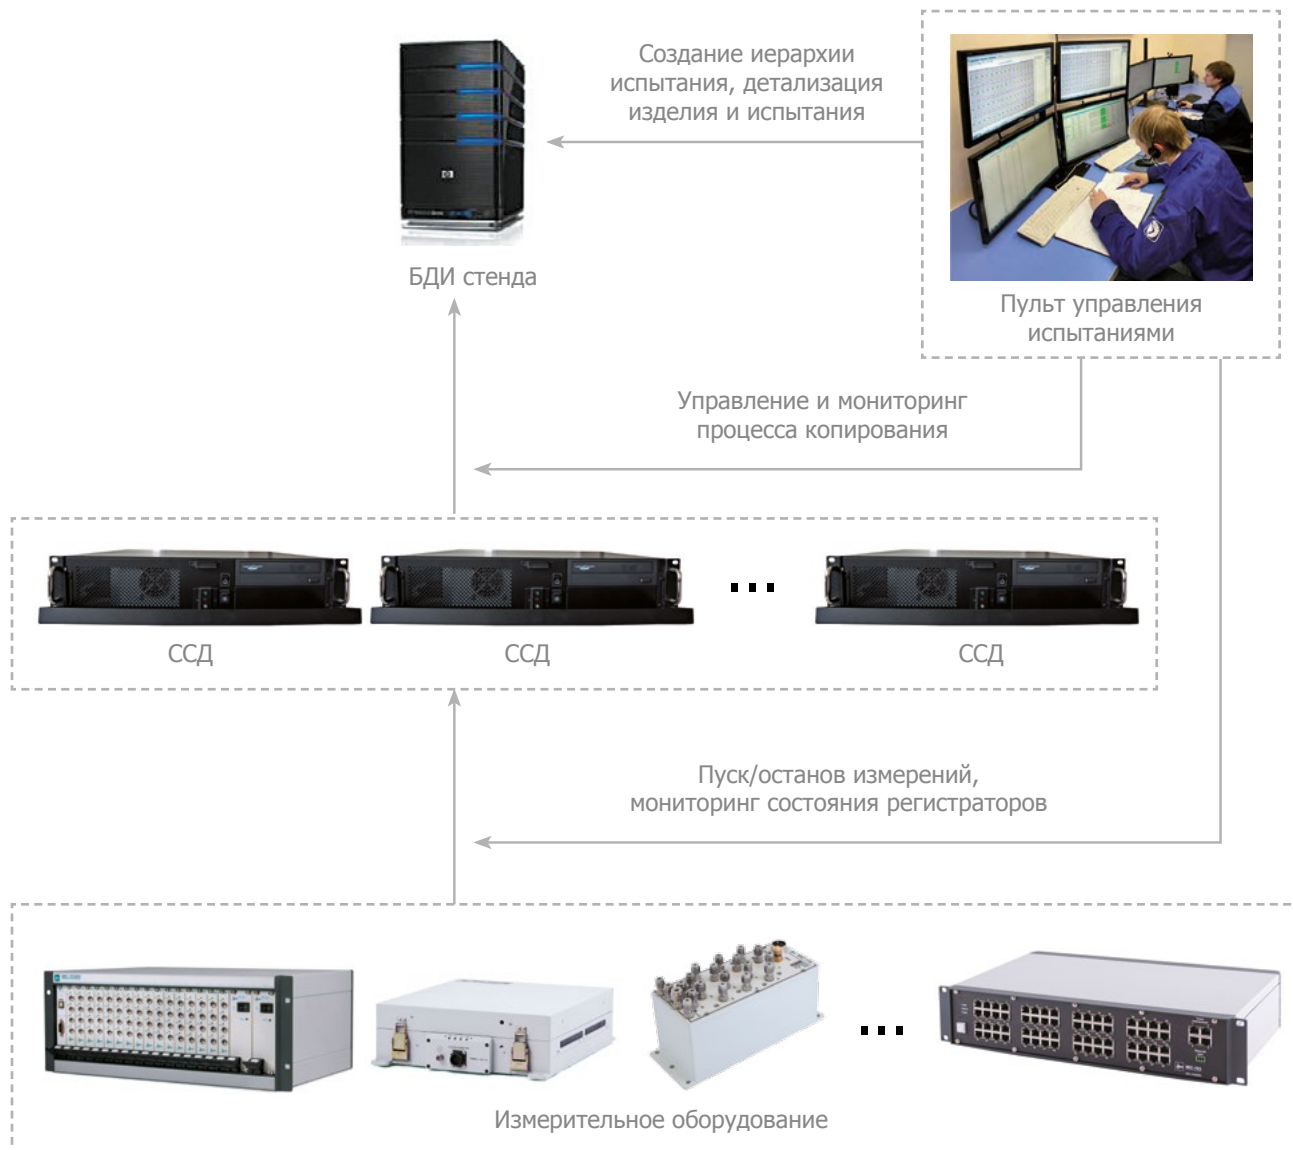 Создание иерархии
испытания, детализация
изделия и испытания
БДИ стенда
Пульт управления
испытаниями
Управление и мониторинг
процесса копирования
ССД
ССД
ССД
Пуск/останов измерений,
мониторинг состояния регистраторов
Измерительное оборудование